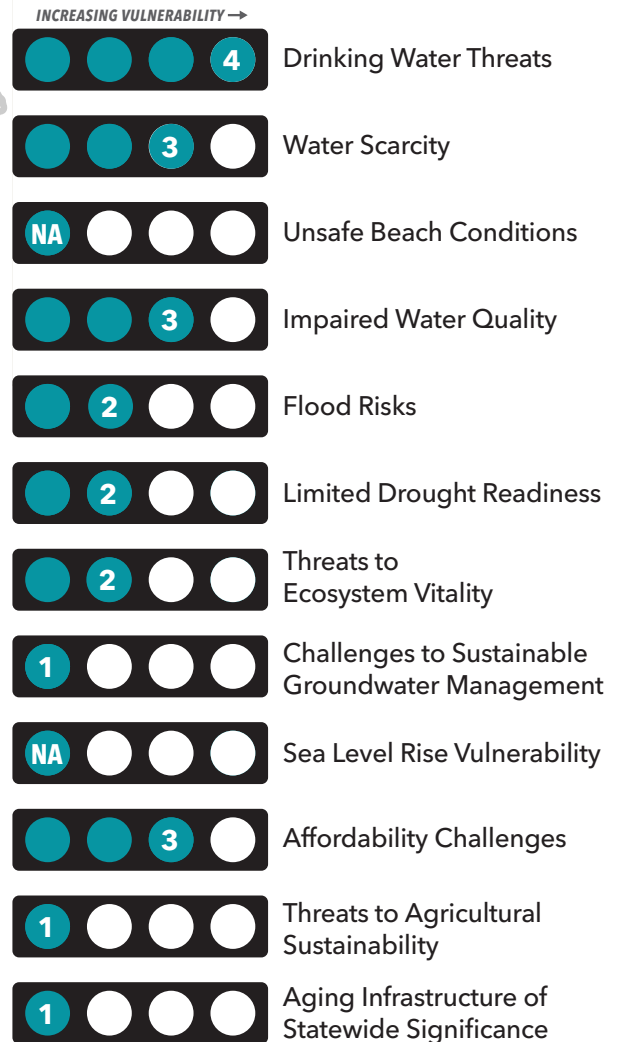 INCREASING VULNERABILITY →
4 Drinking Water Threats
3 Water Scarcity
NA Unsafe Beach Conditions
3 Impaired Water Quality
2 Flood Risks
2 Limited Drought Readiness
2 Threats to
Ecosystem Vitality
1 Challenges to Sustainable
Groundwater Management
NA Sea Level Rise Vulnerability
3 Affordability Challenges
1 Threats to Agricultural
Sustainability
1 Aging Infrastructure of
Statewide Significance